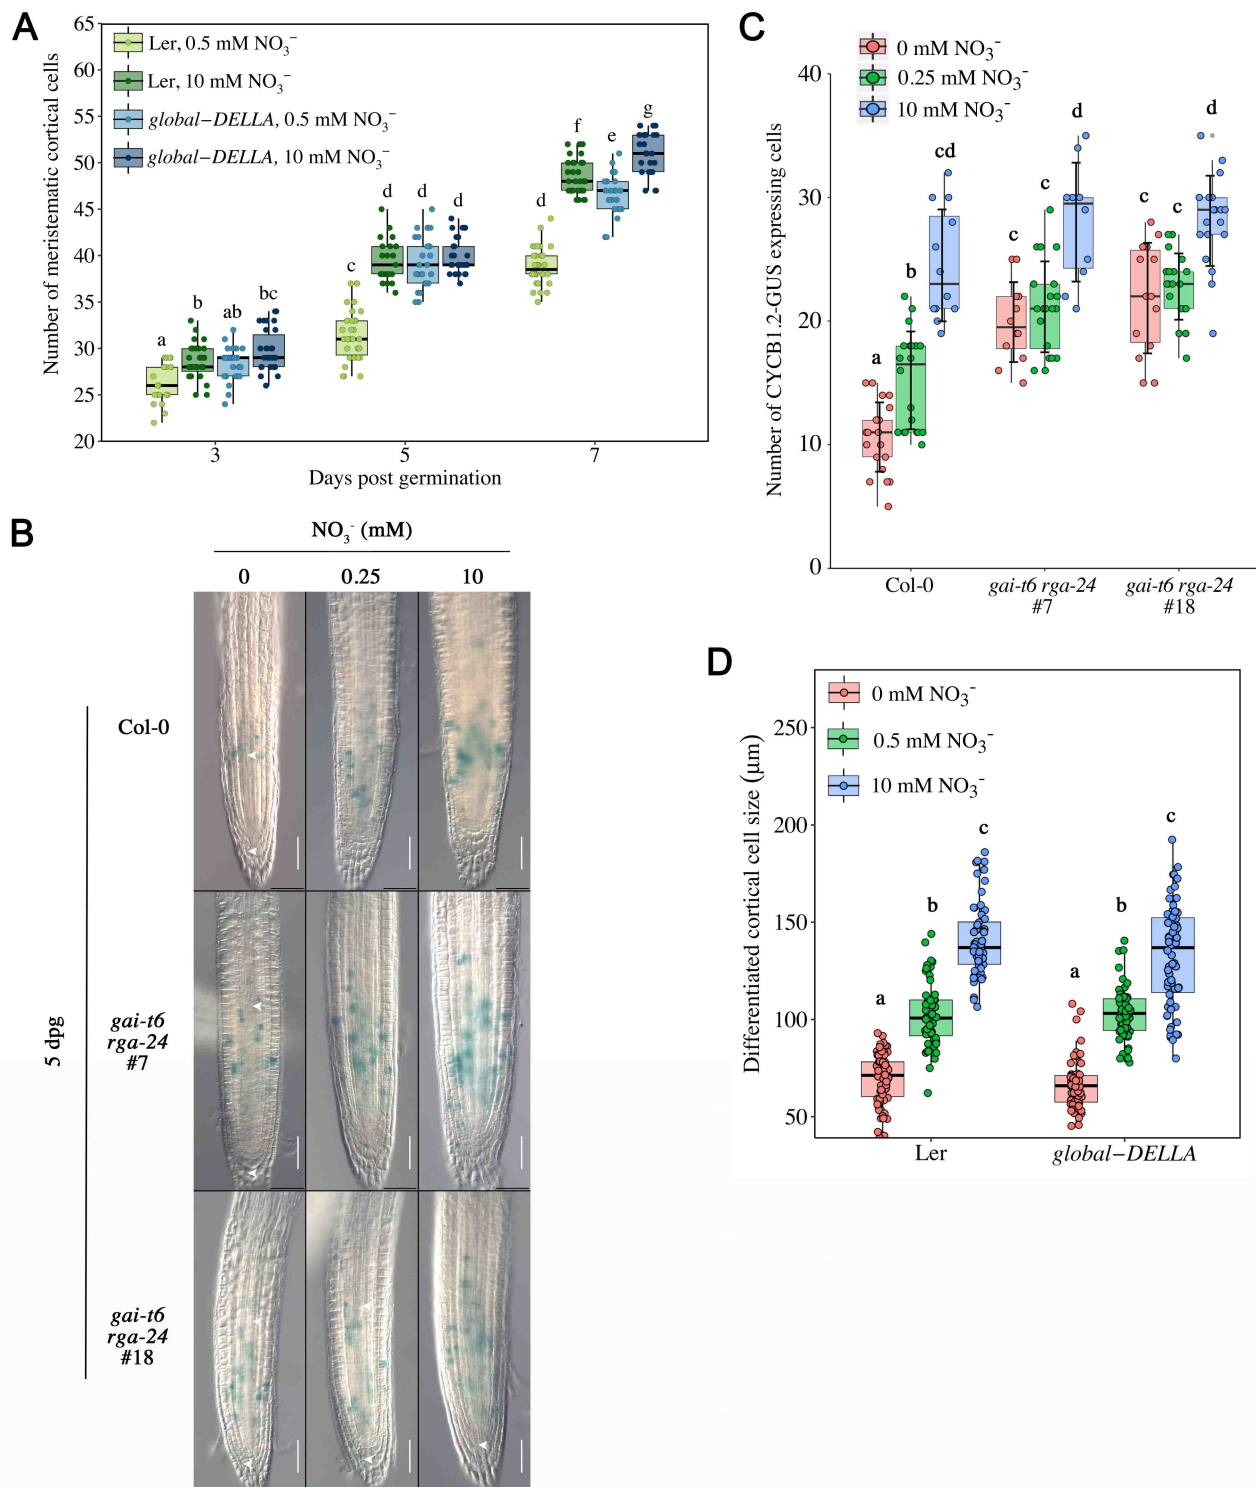 A
Number of meristematic cortical cells
65
60
55
50
45
40
35
30
25
20
Ler, 0.5 mM NO₃⁻
Ler, 10 mM NO₃⁻
global−DELLA, 0.5 mM NO₃⁻
global−DELLA, 10 mM NO₃⁻
a
b
ab
bc
c
d
d
d
d
f
e
g
3
5
7
Days post germination
B
NO₃⁻ (mM)
0
0.25
10
5 dpg
Col-0
gai-t6
rga-24
#7
gai-t6
rga-24
#18
C
Number of CYCB1.2-GUS expressing cells
40
30
20
10
0
0 mM NO₃⁻
0.25 mM NO₃⁻
10 mM NO₃⁻
a
b
cd
c
c
d
c
c
d
Col-0
gai-t6 rga-24
#7
gai-t6 rga-24
#18
D
Differentiated cortical cell size (μm)
250
200
150
100
50
0 mM NO₃⁻
0.5 mM NO₃⁻
10 mM NO₃⁻
a
b
c
a
b
c
Ler
global−DELLA